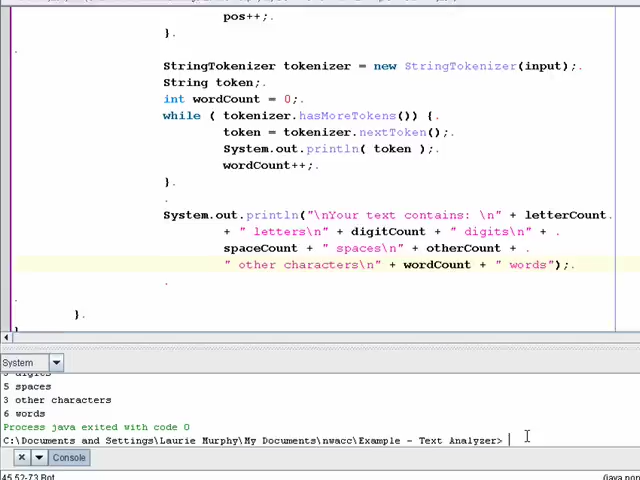 pos++;.
}.
.
StringTokenizer tokenizer = new StringTokenizer(input);.
String token;.
int wordCount = 0;.
while ( tokenizer.hasMoreTokens()) {.
token = tokenizer.nextToken();.
System.out.println( token );.
wordCount++;.
}.
.
System.out.println("\nYour text contains: \n" + letterCount.
+ " letters\n" + digitCount + " digits\n" + .
spaceCount + " spaces\n" + otherCount + .
" other characters\n" + wordCount + " words");.
.
.
}.
System
digits
5 spaces
3 other characters
6 words
Process java exited with code 0
C:\Documents and Settings\Laurie Murphy\My Documents\nwacc\Example - Text Analyzer>
Console